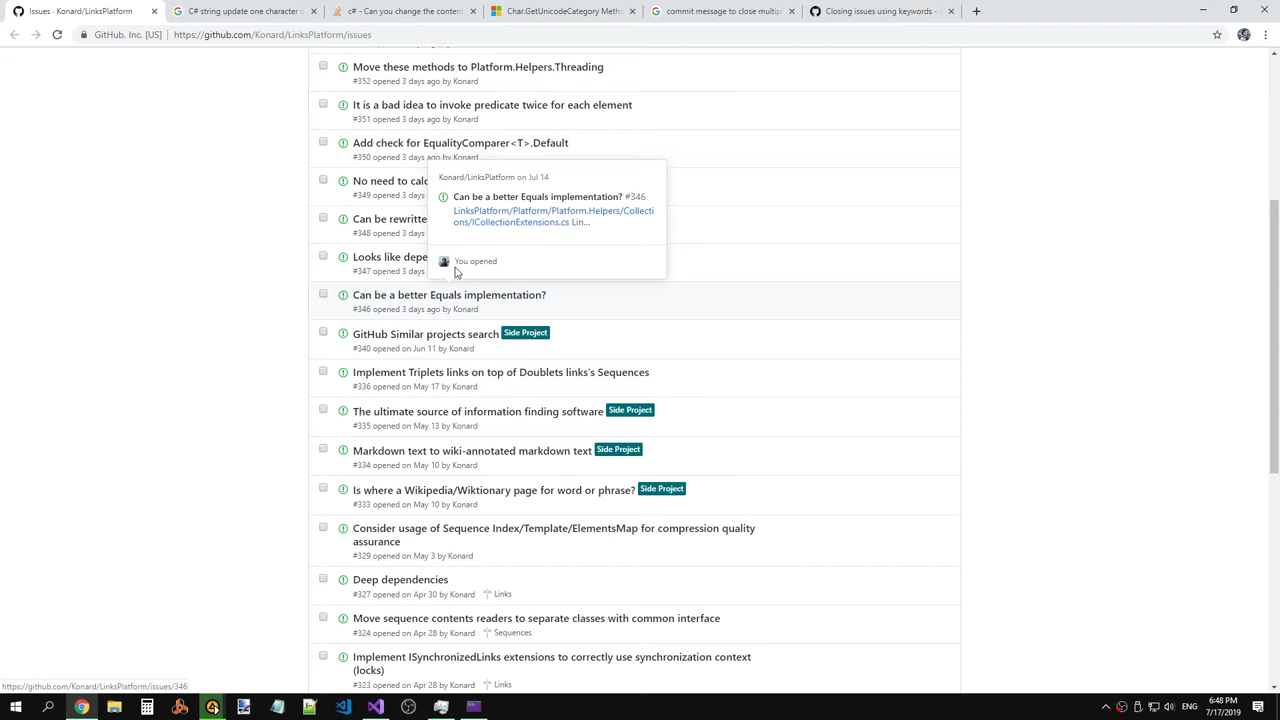 Issues · Konard/LinksPlatform
C# string update one character u
c# - Can you change the content
Char.GetUnicodeCategory Metho
commit message to close multip
Closing issues using keywords -
GitHub, Inc. [US]
https://github.com/Konard/LinksPlatform/issues
Move these methods to Platform.Helpers.Threading
#352 opened 3 days ago by Konard
It is a bad idea to invoke predicate twice for each element
#351 opened 3 days ago by Konard
Add check for EqualityComparer<T>.Default
#350 opened 3 days ago by Konard
No need to calc
#349 opened 3 days
Can be rewritte
#348 opened 3 days
Looks like depe
#347 opened 3 days
Konard/LinksPlatform on Jul 14
Can be a better Equals implementation? #346
LinksPlatform/Platform/Platform.Helpers/Collecti
ons/ICollectionExtensions.cs Lin...
You opened
Can be a better Equals implementation?
#346 opened 3 days ago by Konard
GitHub Similar projects search Side Project
#340 opened on Jun 11 by Konard
Implement Triplets links on top of Doublets links's Sequences
#336 opened on May 17 by Konard
The ultimate source of information finding software Side Project
#335 opened on May 13 by Konard
Markdown text to wiki-annotated markdown text Side Project
#334 opened on May 10 by Konard
Is where a Wikipedia/Wiktionary page for word or phrase? Side Project
#333 opened on May 10 by Konard
Consider usage of Sequence Index/Template/ElementsMap for compression quality
assurance
#329 opened on May 3 by Konard
Deep dependencies
#327 opened on Apr 30 by Konard Links
Move sequence contents readers to separate classes with common interface
#324 opened on Apr 28 by Konard Sequences
Implement ISynchronizedLinks extensions to correctly use synchronization context
(locks)
#323 opened on Apr 28 by Konard Links
https://github.com/Konard/LinksPlatform/issues/346
6:48 PM
7/17/2019